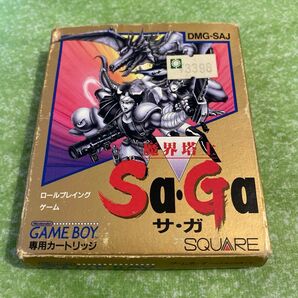 DMG-SAJ
¥3398
魔界塔士
Sa・Ga
サ・ガ
ロールプレイング
ゲーム
Nintendo
GAME BOY
専用カートリッジ
SQUARE